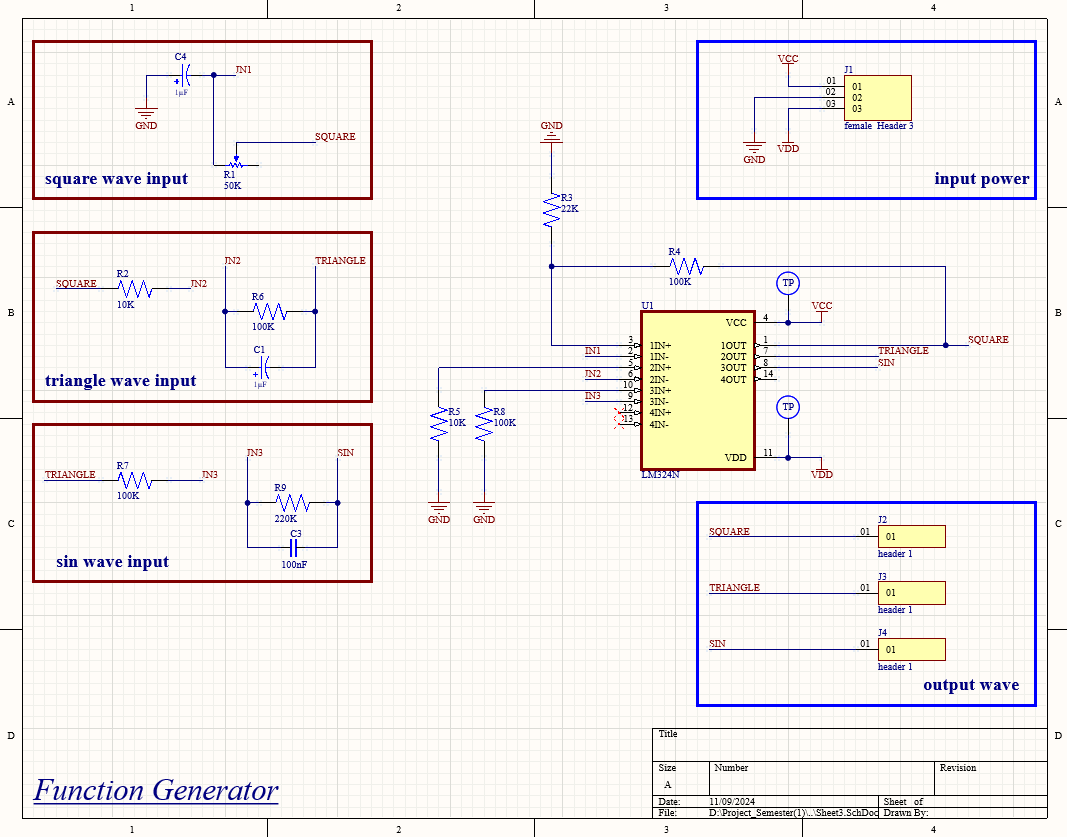 1 2 3 4
A
B
C
D
A
B
C
D
1 2 3 4
C4
1µF
JN1
GND
SQUARE
R1
50K
square wave input
JN2
TRIANGLE
SQUARE
R2
10K
JN2
R6
100K
C1
1µF
triangle wave input
JN3
SIN
TRIANGLE
R7
100K
JN3
R9
220K
C3
100nF
sin wave input
GND
R3
22K
R4
100K
TP
U1
VCC
4 VCC
3 1IN+
IN1 2 1IN-
5 2IN+
JN2 6 2IN-
10 3IN+
IN3 9 3IN-
12 4IN+
13 4IN-
1OUT 1 SQUARE
2OUT 7 TRIANGLE
3OUT 8 SIN
4OUT 14
TP
VDD 11
VDD
LM324N
R5
10K
R8
100K
GND
GND
VCC
J1
01 01
02 02
03 03
female Header 3
GND
VDD
input power
SQUARE 01 J2
01
header 1
TRIANGLE 01 J3
01
header 1
SIN 01 J4
01
header 1
output wave
Function Generator
Title
Size Number Revision
A
Date: 11/09/2024 Sheet of
File: D:\Project_Semester(1)\..\Sheet3.SchDoc Drawn By: